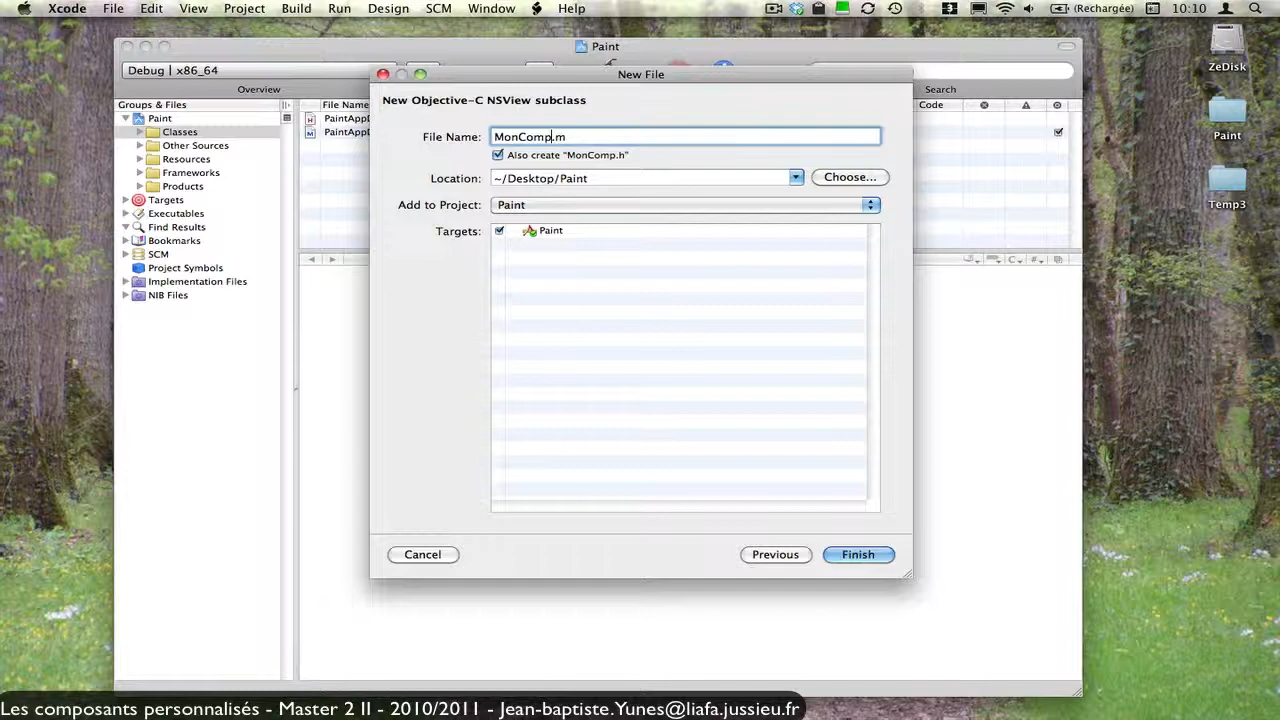 Xcode File Edit View Project Build Run Design SCM Window Help (Rechargée) 10:10
Paint
Debug | x86_64
Overview Search
New File
Groups & Files File Name Code
New Objective-C NSView subclass
Paint
Classes
Other Sources
Resources
Frameworks
Products
Targets
Executables
Find Results
Bookmarks
SCM
Project Symbols
Implementation Files
NIB Files
PaintAppD
PaintAppD
File Name: MonComp.m
Also create “MonComp.h”
Location: ~/Desktop/Paint Choose...
Add to Project: Paint
Targets: Paint
Cancel Previous Finish
ZeDisk
Paint
Temp3
Les composants personnalisés - Master 2 II - 2010/2011 - Jean-baptiste.Yunes@liafa.jussieu.fr